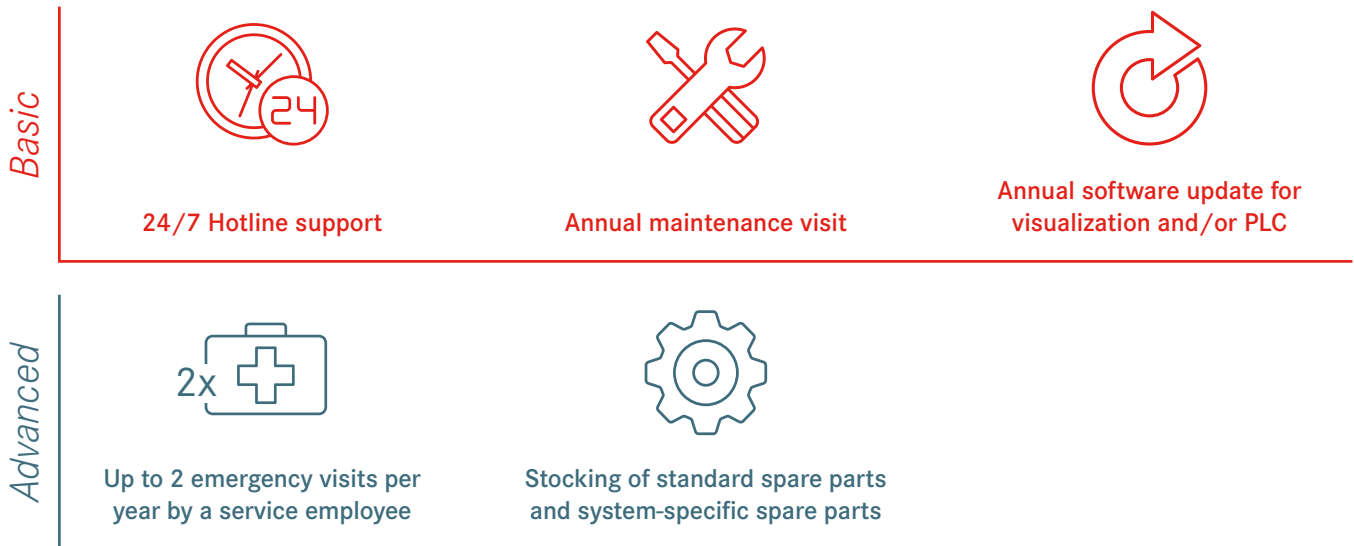 Basic
24
24/7 Hotline support
Annual maintenance visit
Annual software update for
visualization and/or PLC
Advanced
2x
Up to 2 emergency visits per
year by a service employee
Stocking of standard spare parts
and system-specific spare parts